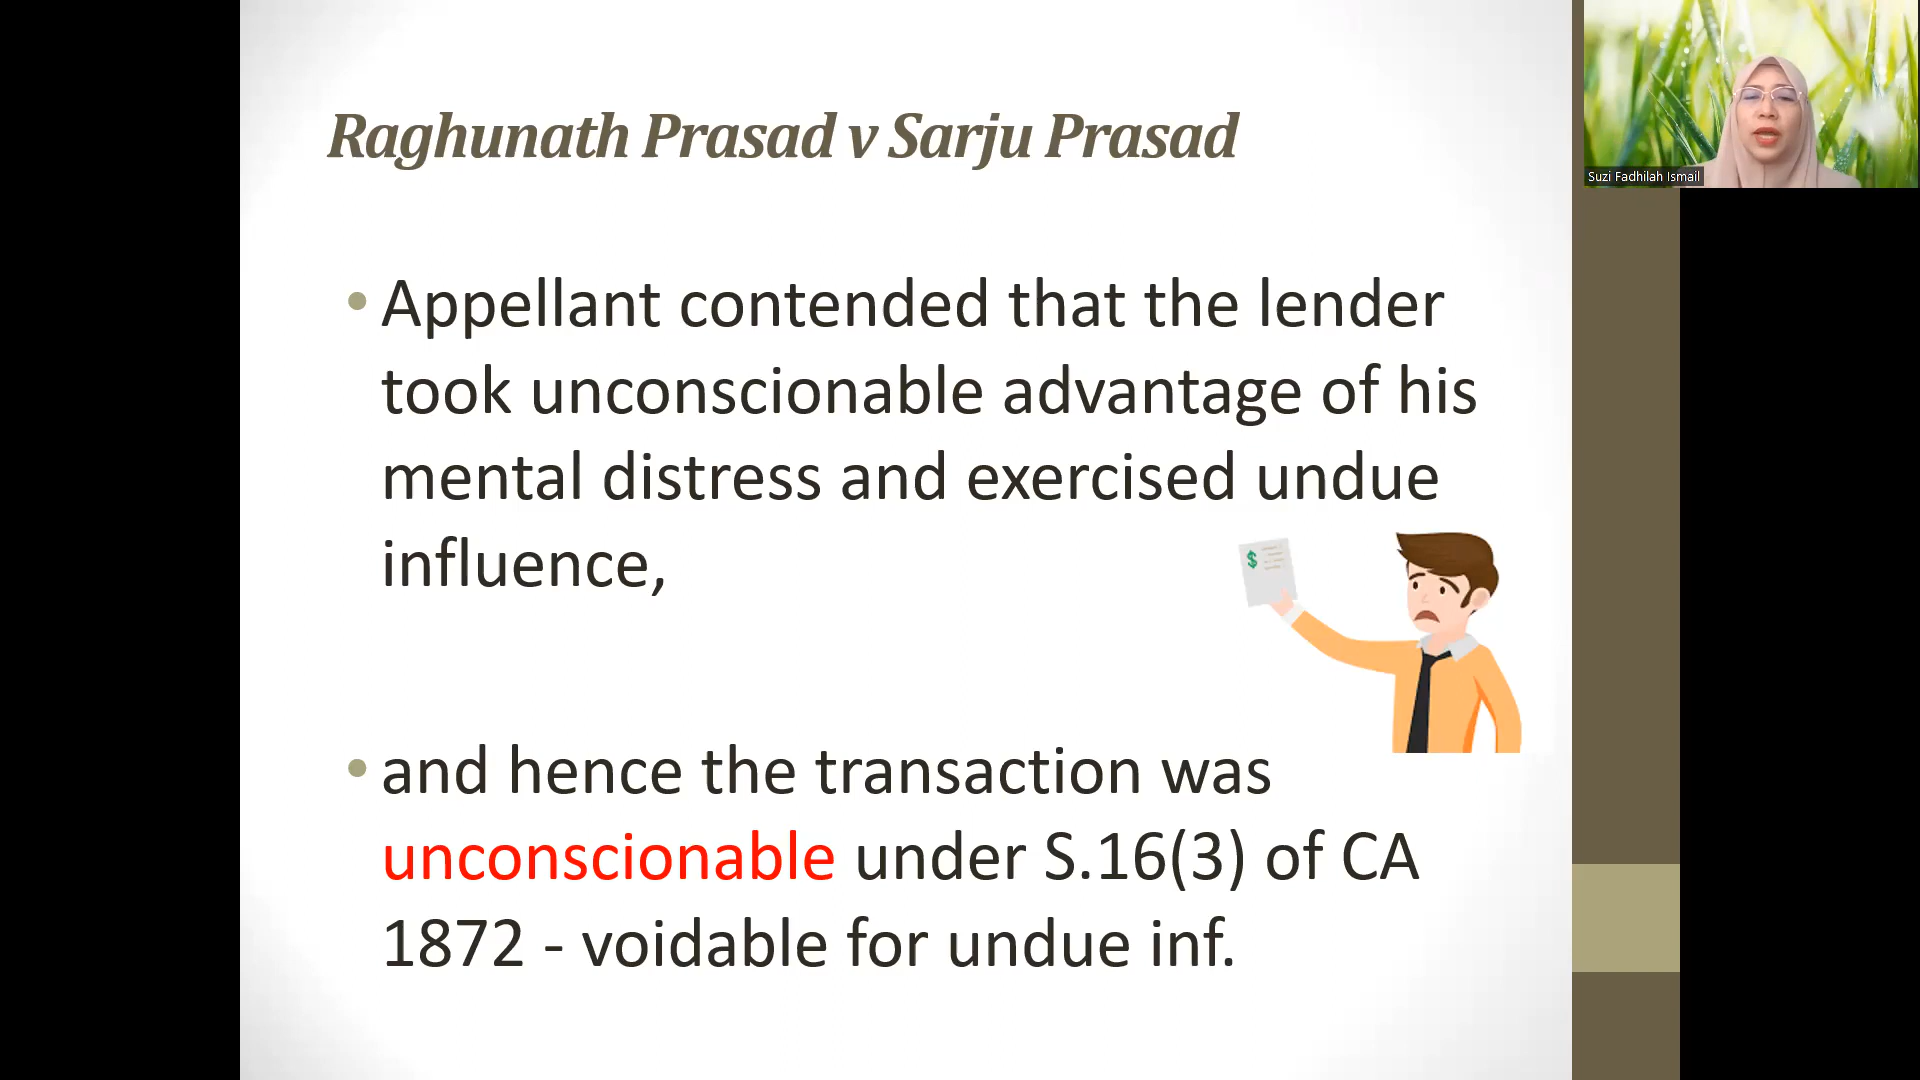 Raghunath Prasad v Sarju Prasad
Suzi Fadhilah Ismail
• Appellant contended that the lender
took unconscionable advantage of his
mental distress and exercised undue
influence,
$
• and hence the transaction was
unconscionable under S.16(3) of CA
1872 - voidable for undue inf.